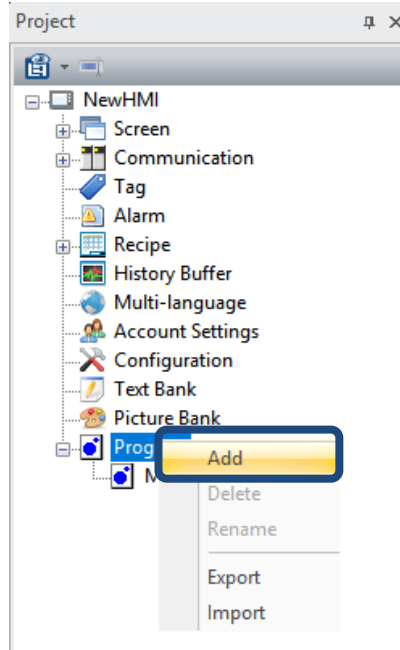 Project
NewHMI
Screen
Communication
Tag
Alarm
Recipe
History Buffer
Multi-language
Account Settings
Configuration
Text Bank
Picture Bank
Prog
Add
M
Delete
Rename
Export
Import